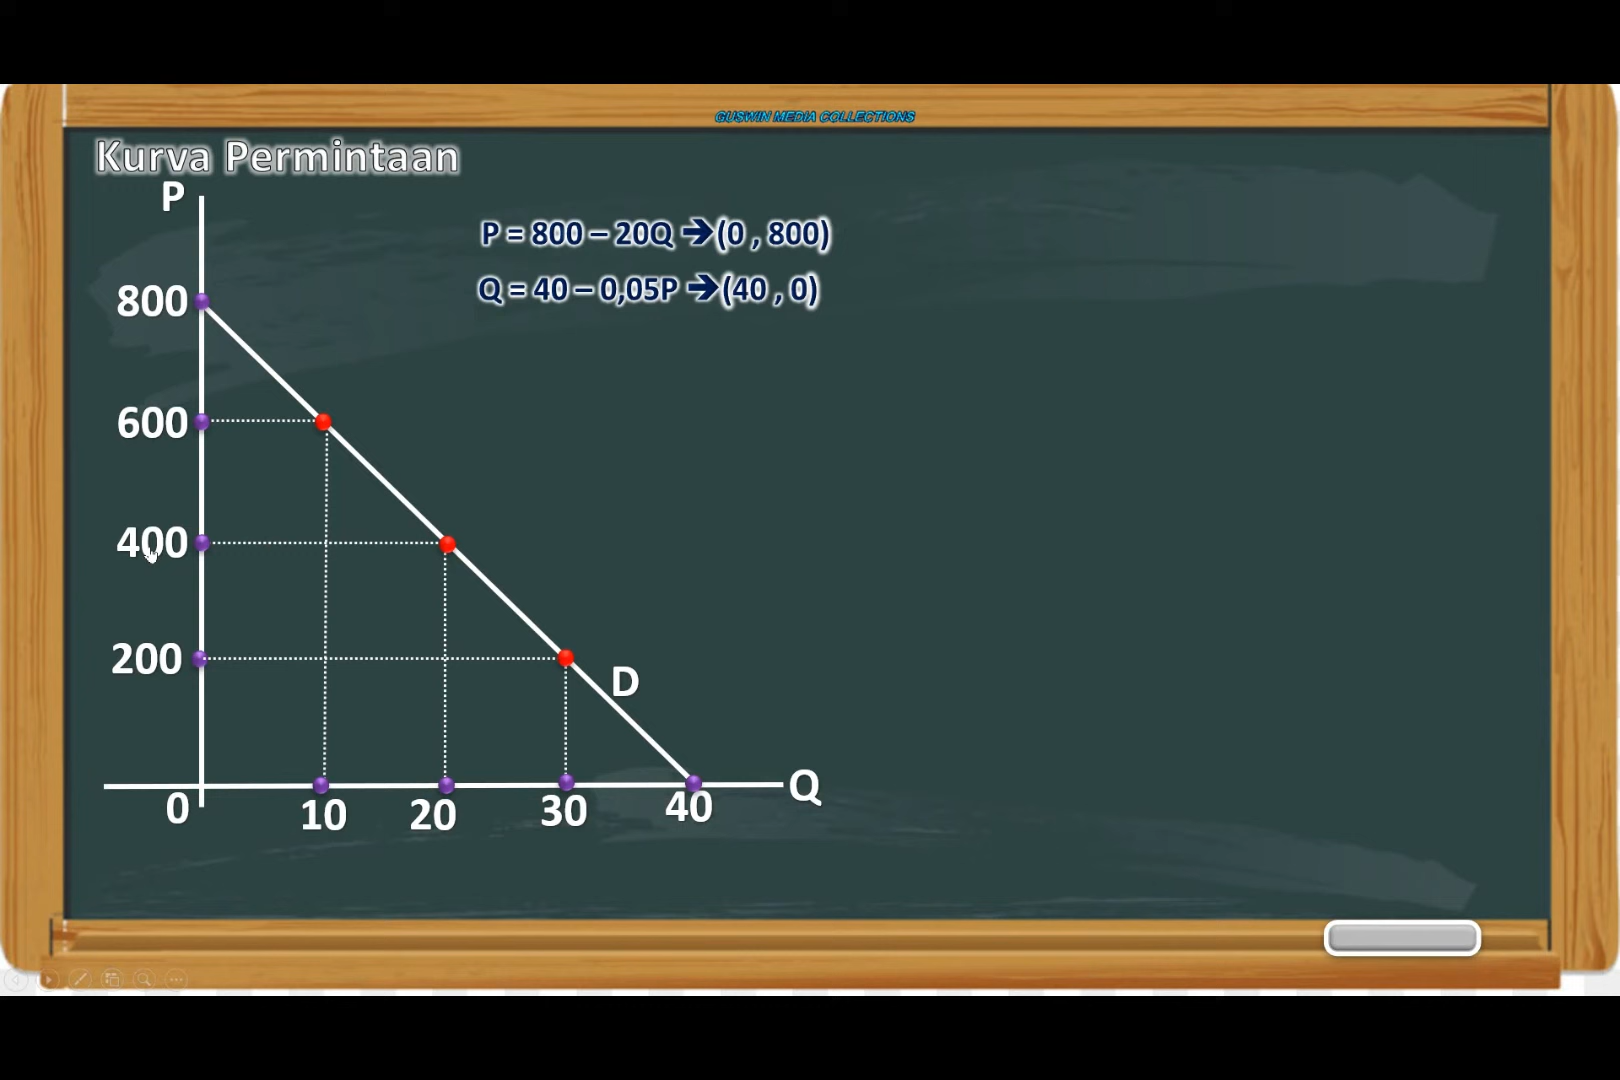 GUSWIN MEDIA COLLECTIONS
Kurva Permintaan
P
P = 800 – 20Q ➔(0 , 800)
Q = 40 – 0,05P ➔(40 , 0)
800
600
400
200
D
Q
0
10
20
30
40